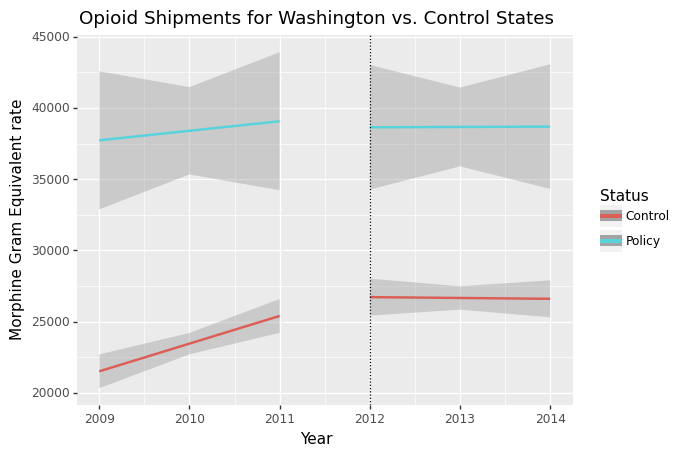 Opioid Shipments for Washington vs. Control States
45000
40000
35000
30000
25000
20000
Morphine Gram Equivalent rate
2009 2010 2011 2012 2013 2014
Year
Status
Control
Policy